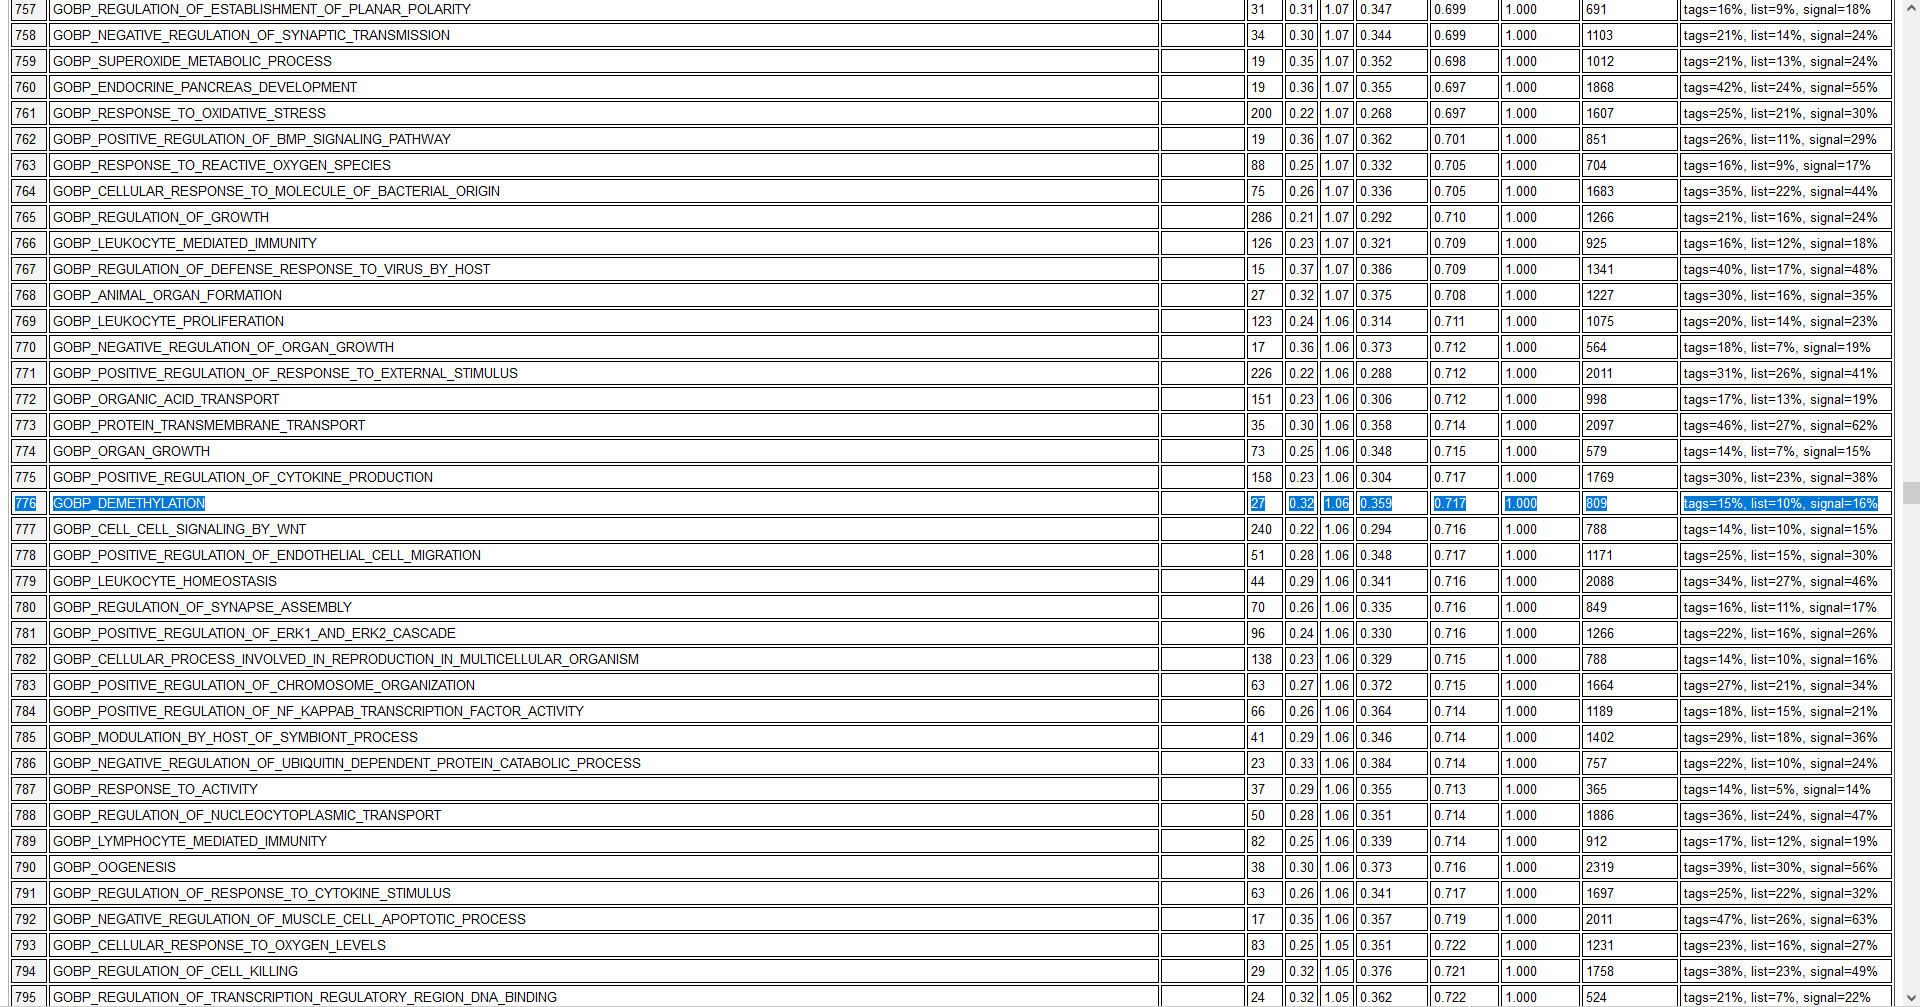 757 GOBP_REGULATION_OF_ESTABLISHMENT_OF_PLANAR_POLARITY 31 0.31 1.07 0.347 0.699 1.000 691 tags=16%, list=9%, signal=18%
758 GOBP_NEGATIVE_REGULATION_OF_SYNAPTIC_TRANSMISSION 34 0.30 1.07 0.344 0.699 1.000 1103 tags=21%, list=14%, signal=24%
759 GOBP_SUPEROXIDE_METABOLIC_PROCESS 19 0.35 1.07 0.352 0.698 1.000 1012 tags=21%, list=13%, signal=24%
760 GOBP_ENDOCRINE_PANCREAS_DEVELOPMENT 19 0.36 1.07 0.355 0.697 1.000 1868 tags=42%, list=24%, signal=55%
761 GOBP_RESPONSE_TO_OXIDATIVE_STRESS 200 0.22 1.07 0.268 0.697 1.000 1607 tags=25%, list=21%, signal=30%
762 GOBP_POSITIVE_REGULATION_OF_BMP_SIGNALING_PATHWAY 19 0.36 1.07 0.362 0.701 1.000 851 tags=26%, list=11%, signal=29%
763 GOBP_RESPONSE_TO_REACTIVE_OXYGEN_SPECIES 88 0.25 1.07 0.332 0.705 1.000 704 tags=16%, list=9%, signal=17%
764 GOBP_CELLULAR_RESPONSE_TO_MOLECULE_OF_BACTERIAL_ORIGIN 75 0.26 1.07 0.336 0.705 1.000 1683 tags=35%, list=22%, signal=44%
765 GOBP_REGULATION_OF_GROWTH 286 0.21 1.07 0.292 0.710 1.000 1266 tags=21%, list=16%, signal=24%
766 GOBP_LEUKOCYTE_MEDIATED_IMMUNITY 126 0.23 1.07 0.321 0.709 1.000 925 tags=16%, list=12%, signal=18%
767 GOBP_REGULATION_OF_DEFENSE_RESPONSE_TO_VIRUS_BY_HOST 15 0.37 1.07 0.386 0.709 1.000 1341 tags=40%, list=17%, signal=48%
768 GOBP_ANIMAL_ORGAN_FORMATION 27 0.32 1.07 0.375 0.708 1.000 1227 tags=30%, list=16%, signal=35%
769 GOBP_LEUKOCYTE_PROLIFERATION 123 0.24 1.06 0.314 0.711 1.000 1075 tags=20%, list=14%, signal=23%
770 GOBP_NEGATIVE_REGULATION_OF_ORGAN_GROWTH 17 0.36 1.06 0.373 0.712 1.000 564 tags=18%, list=7%, signal=19%
771 GOBP_POSITIVE_REGULATION_OF_RESPONSE_TO_EXTERNAL_STIMULUS 226 0.22 1.06 0.288 0.712 1.000 2011 tags=31%, list=26%, signal=41%
772 GOBP_ORGANIC_ACID_TRANSPORT 151 0.23 1.06 0.306 0.712 1.000 998 tags=17%, list=13%, signal=19%
773 GOBP_PROTEIN_TRANSMEMBRANE_TRANSPORT 35 0.30 1.06 0.358 0.714 1.000 2097 tags=46%, list=27%, signal=62%
774 GOBP_ORGAN_GROWTH 73 0.25 1.06 0.348 0.715 1.000 579 tags=14%, list=7%, signal=15%
775 GOBP_POSITIVE_REGULATION_OF_CYTOKINE_PRODUCTION 158 0.23 1.06 0.304 0.717 1.000 1769 tags=30%, list=23%, signal=38%
776 GOBP_DEMETHYLATION 27 0.32 1.06 0.359 0.717 1.000 809 tags=15%, list=10%, signal=16%
777 GOBP_CELL_CELL_SIGNALING_BY_WNT 240 0.22 1.06 0.294 0.716 1.000 788 tags=14%, list=10%, signal=15%
778 GOBP_POSITIVE_REGULATION_OF_ENDOTHELIAL_CELL_MIGRATION 51 0.28 1.06 0.348 0.717 1.000 1171 tags=25%, list=15%, signal=30%
779 GOBP_LEUKOCYTE_HOMEOSTASIS 44 0.29 1.06 0.341 0.716 1.000 2088 tags=34%, list=27%, signal=46%
780 GOBP_REGULATION_OF_SYNAPSE_ASSEMBLY 70 0.26 1.06 0.335 0.716 1.000 849 tags=16%, list=11%, signal=17%
781 GOBP_POSITIVE_REGULATION_OF_ERK1_AND_ERK2_CASCADE 96 0.24 1.06 0.330 0.716 1.000 1266 tags=22%, list=16%, signal=26%
782 GOBP_CELLULAR_PROCESS_INVOLVED_IN_REPRODUCTION_IN_MULTICELLULAR_ORGANISM 138 0.23 1.06 0.329 0.715 1.000 788 tags=14%, list=10%, signal=16%
783 GOBP_POSITIVE_REGULATION_OF_CHROMOSOME_ORGANIZATION 63 0.27 1.06 0.372 0.715 1.000 1664 tags=27%, list=21%, signal=34%
784 GOBP_POSITIVE_REGULATION_OF_NF_KAPPAB_TRANSCRIPTION_FACTOR_ACTIVITY 66 0.26 1.06 0.364 0.714 1.000 1189 tags=18%, list=15%, signal=21%
785 GOBP_MODULATION_BY_HOST_OF_SYMBIONT_PROCESS 41 0.29 1.06 0.346 0.714 1.000 1402 tags=29%, list=18%, signal=36%
786 GOBP_NEGATIVE_REGULATION_OF_UBIQUITIN_DEPENDENT_PROTEIN_CATABOLIC_PROCESS 23 0.33 1.06 0.384 0.714 1.000 757 tags=22%, list=10%, signal=24%
787 GOBP_RESPONSE_TO_ACTIVITY 37 0.29 1.06 0.355 0.713 1.000 365 tags=14%, list=5%, signal=14%
788 GOBP_REGULATION_OF_NUCLEOCYTOPLASMIC_TRANSPORT 50 0.28 1.06 0.351 0.714 1.000 1886 tags=36%, list=24%, signal=47%
789 GOBP_LYMPHOCYTE_MEDIATED_IMMUNITY 82 0.25 1.06 0.339 0.714 1.000 912 tags=17%, list=12%, signal=19%
790 GOBP_OOGENESIS 38 0.30 1.06 0.373 0.716 1.000 2319 tags=39%, list=30%, signal=56%
791 GOBP_REGULATION_OF_RESPONSE_TO_CYTOKINE_STIMULUS 63 0.26 1.06 0.341 0.717 1.000 1697 tags=25%, list=22%, signal=32%
792 GOBP_NEGATIVE_REGULATION_OF_MUSCLE_CELL_APOPTOTIC_PROCESS 17 0.35 1.06 0.357 0.719 1.000 2011 tags=47%, list=26%, signal=63%
793 GOBP_CELLULAR_RESPONSE_TO_OXYGEN_LEVELS 83 0.25 1.05 0.351 0.722 1.000 1231 tags=23%, list=16%, signal=27%
794 GOBP_REGULATION_OF_CELL_KILLING 29 0.32 1.05 0.376 0.721 1.000 1758 tags=38%, list=23%, signal=49%
795 GOBP_REGULATION_OF_TRANSCRIPTION_REGULATORY_REGION_DNA_BINDING 24 0.32 1.05 0.362 0.722 1.000 524 tags=21%, list=7%, signal=22%